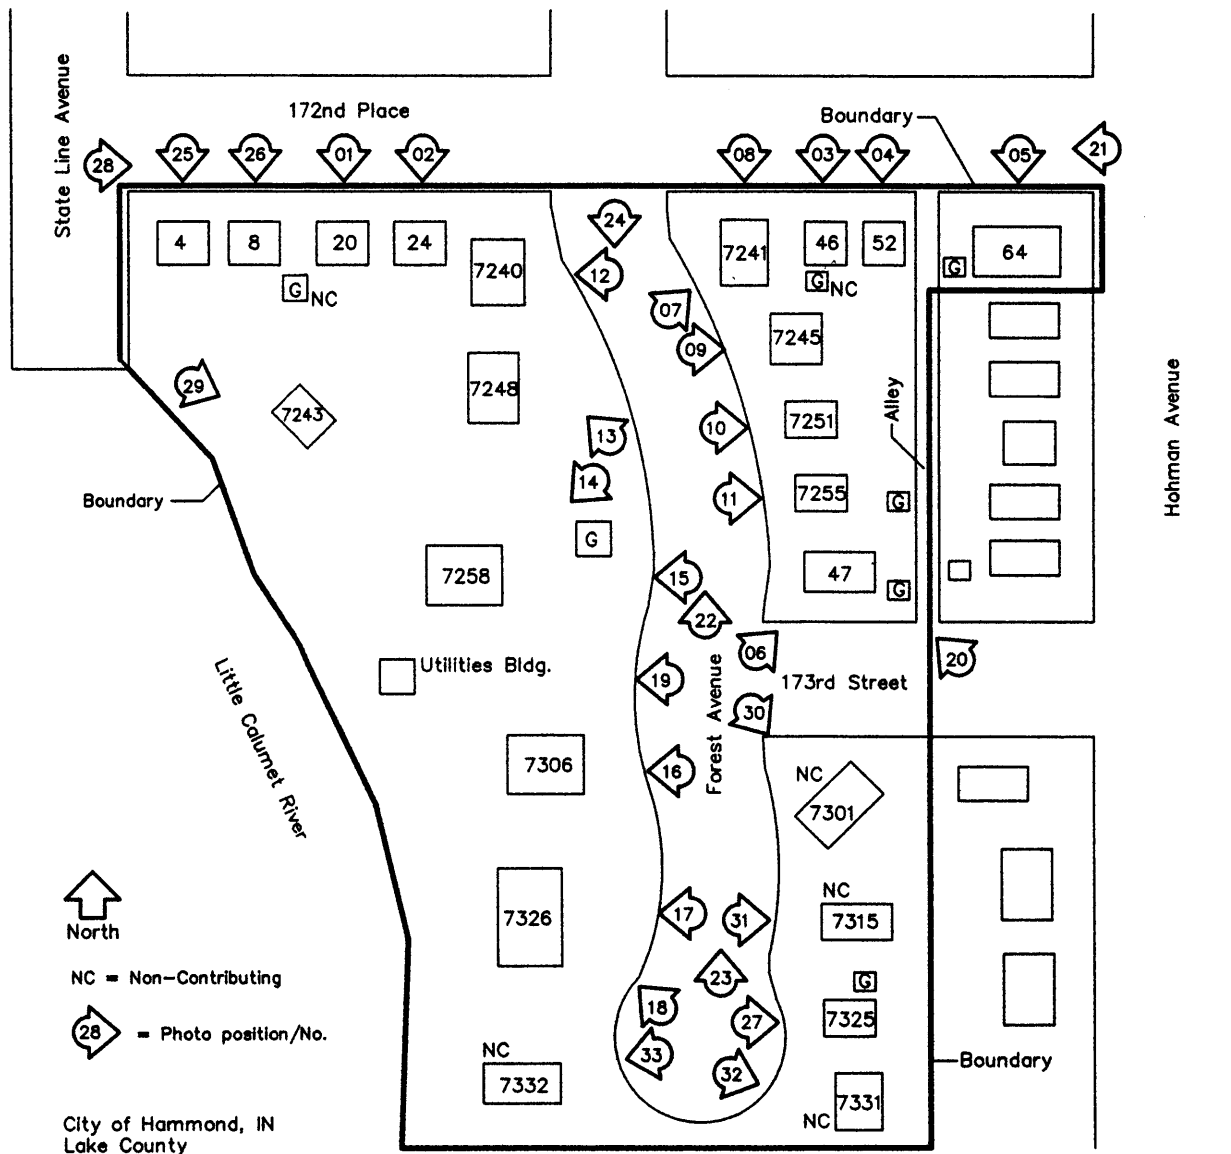 State Line Avenue
172nd Place
Boundary
28
25
26
01
02
08
03
04
05
21
4
8
20
24
7240
24
12
7241
46
52
64
G
G NC
G NC
07
09
7245
29
7243
7248
13
14
10
7251
Alley
Hohman Avenue
11
7255
G
Boundary
G
7258
15
47
G
22
06
20
Utilities Bldg.
19
Forest Avenue
173rd Street
30
Little Calumet River
7306
16
NC
7301
North
7326
17
31
NC
7315
NC = Non-Contributing
23
G
28 = Photo position/No.
18
27
7325
33
32
NC
7332
Boundary
NC
7331
City of Hammond, IN
Lake County